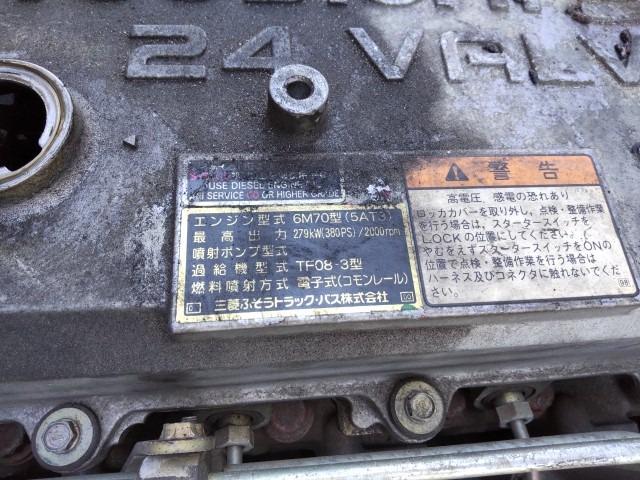 24 VALV
USE DIESEL ENGINE
SERVICE CD OR HIGHER GRADE
エンジン型式 6M70型(5AT3)
最高出力 279kW(380PS)/2000rpm
噴射ポンプ型式
過給機型式 TF08-3型
燃料噴射方式 電子式(コモンレール)
三菱ふそうトラック・バス株式会社
警告
高電圧 感電の恐れあり
ロッカカバーを取り外し,点検・整備作業
を行う場合は,スタータースイッチを
LOCKの位置にしてください。
やむをえずスタータースイッチをONの
位置で点検・整備作業を行う場合は
ハーネス及びコネクタに触れないでくだ
さい。